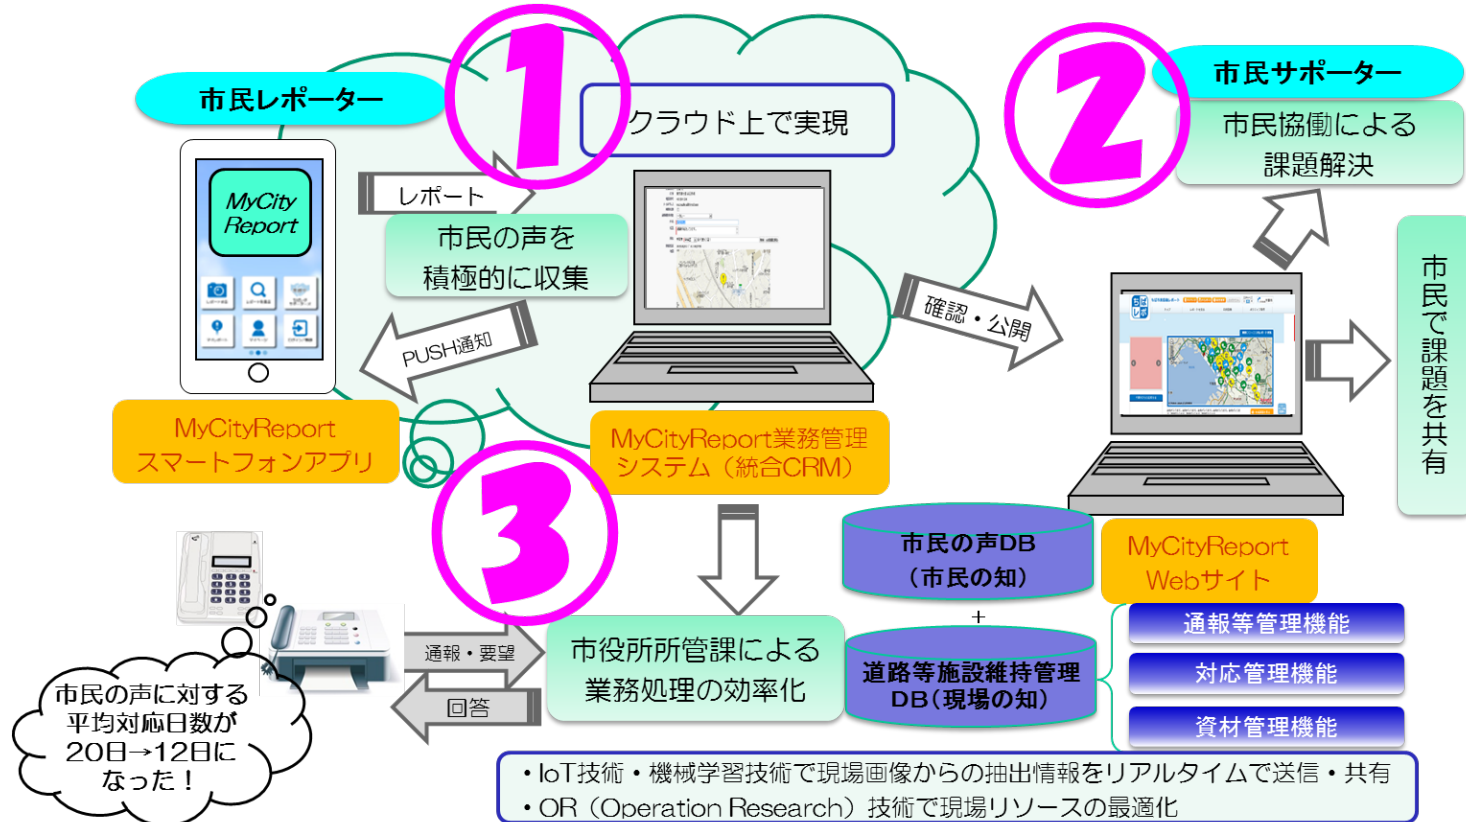 市民レポーター
1
クラウド上で実現
2
市民サポーター
市民協働による
課題解決
MyCity
Report
レポート
市民の声を
積極的に収集
PUSH通知
確認・公開
市民で課題を共有
MyCityReport
スマートフォンアプリ
MyCityReport業務管理
システム（統合CRM）
3
市民の声DB
（市民の知）
MyCityReport
Webサイト
+
通報・要望
回答
市役所所管課による
業務処理の効率化
道路等施設維持管理
DB（現場の知）
通報等管理機能
対応管理機能
資材管理機能
市民の声に対する
平均対応日数が
20日→12日に
なった！
・IoT技術・機械学習技術で現場画像からの抽出情報をリアルタイムで送信・共有
・OR（Operation Research）技術で現場リソースの最適化